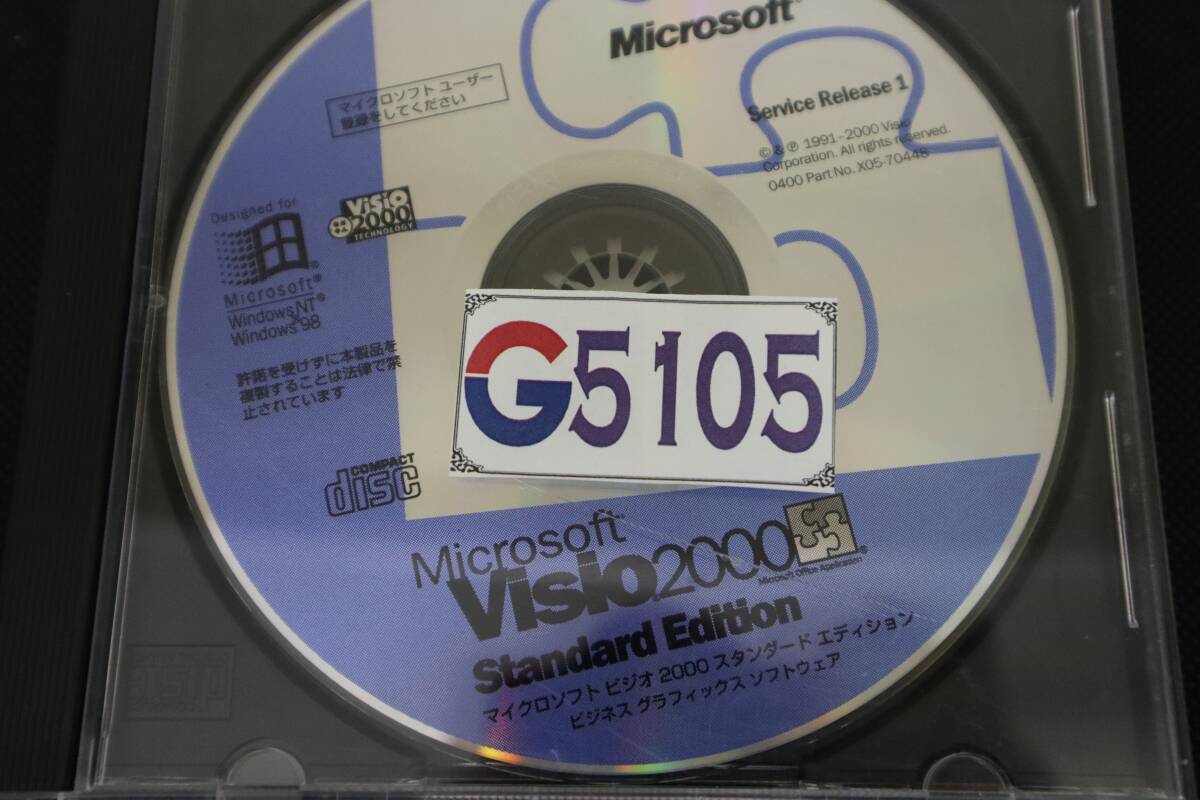 Microsoft®
Service Release 1
© & ℗ 1991–2000 Visio
Corporation. All rights reserved.
0400 Part No. X05-70448
マイクロソフト ユーザー
登録をしてください
Visio
2000
TECHNOLOGY
Designed for
Microsoft®
Windows NT®
&
Windows®98
許諾を受けずに本製品を
複製することは法律で禁
止されています
G5105
COMPACT
disc
Microsoft™
Visio®2000
Microsoft Office Application®
Standard Edition
マイクロソフト ビジオ 2000 スタンダード エディション
ビジネス グラフィックス ソフトウェア